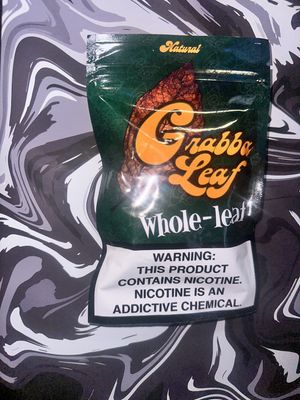 Natural
Grabba
Leaf
Whole-leaf
WARNING:
THIS PRODUCT
CONTAINS NICOTINE.
NICOTINE IS AN
ADDICTIVE CHEMICAL.